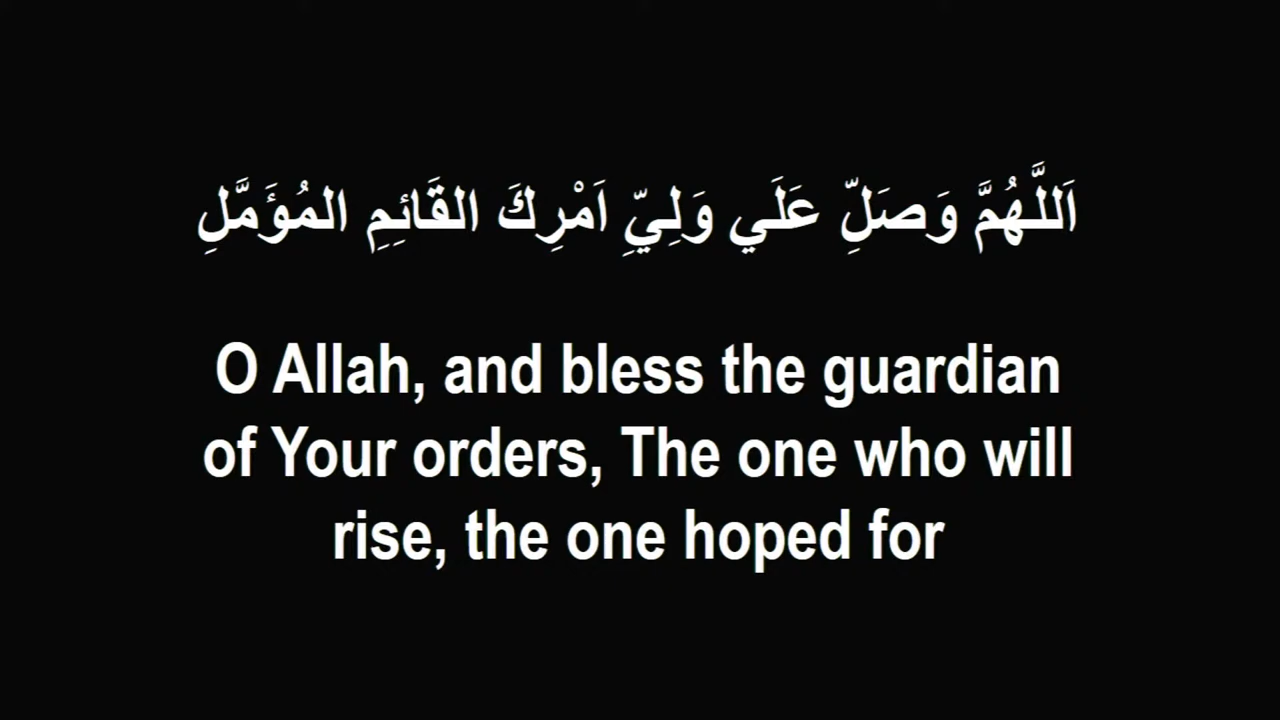 اَللَّهُمَّ وَصَلِّ عَلَي وَلِيِّ اَمْرِكَ القَائِمِ المُؤَمَّلِ
O Allah, and bless the guardian
of Your orders, The one who will
rise, the one hoped for